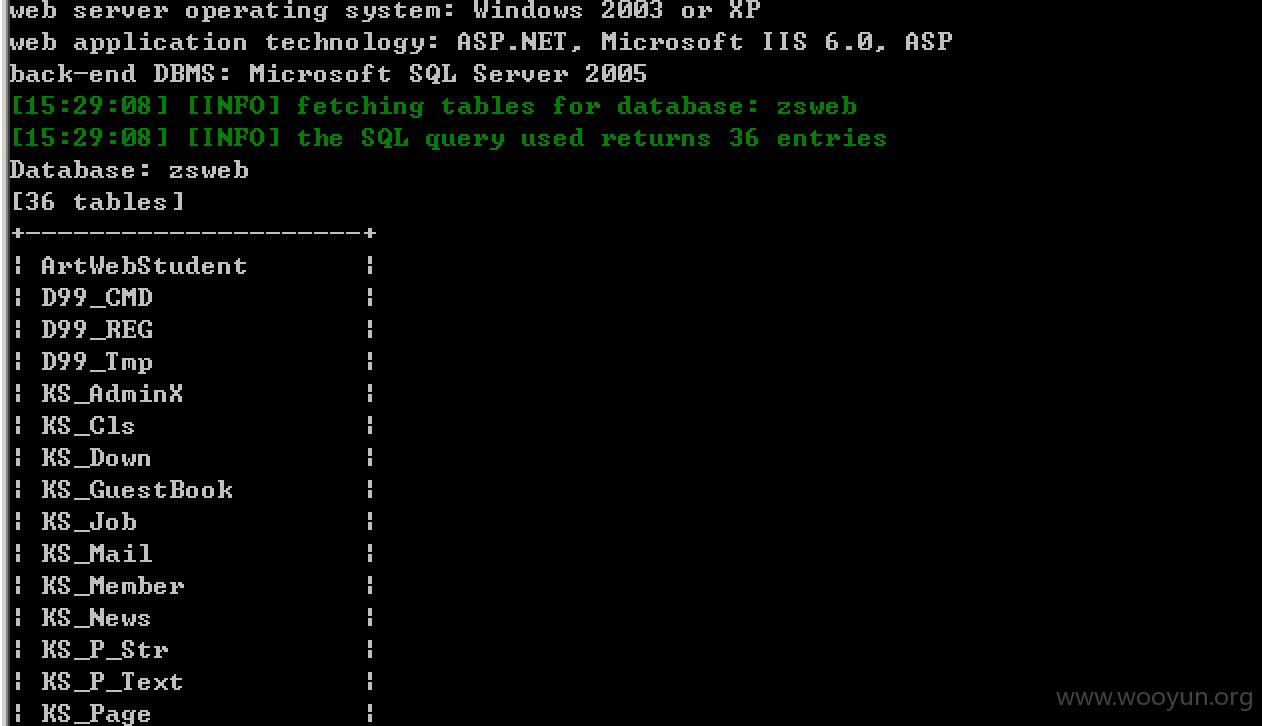 web server operating system: Windows 2003 or XP
web application technology: ASP.NET, Microsoft IIS 6.0, ASP
back-end DBMS: Microsoft SQL Server 2005
[15:29:08] [INFO] fetching tables for database: zsweb
[15:29:08] [INFO] the SQL query used returns 36 entries
Database: zsweb
[36 tables]
+---------------------+
| ArtWebStudent |
| D99_CMD |
| D99_REG |
| D99_Tmp |
| KS_AdminX |
| KS_Cls |
| KS_Down |
| KS_GuestBook |
| KS_Job |
| KS_Mail |
| KS_Member |
| KS_News |
| KS_P_Str |
| KS_P_Text |
| KS_Page |
www.wooyun.org